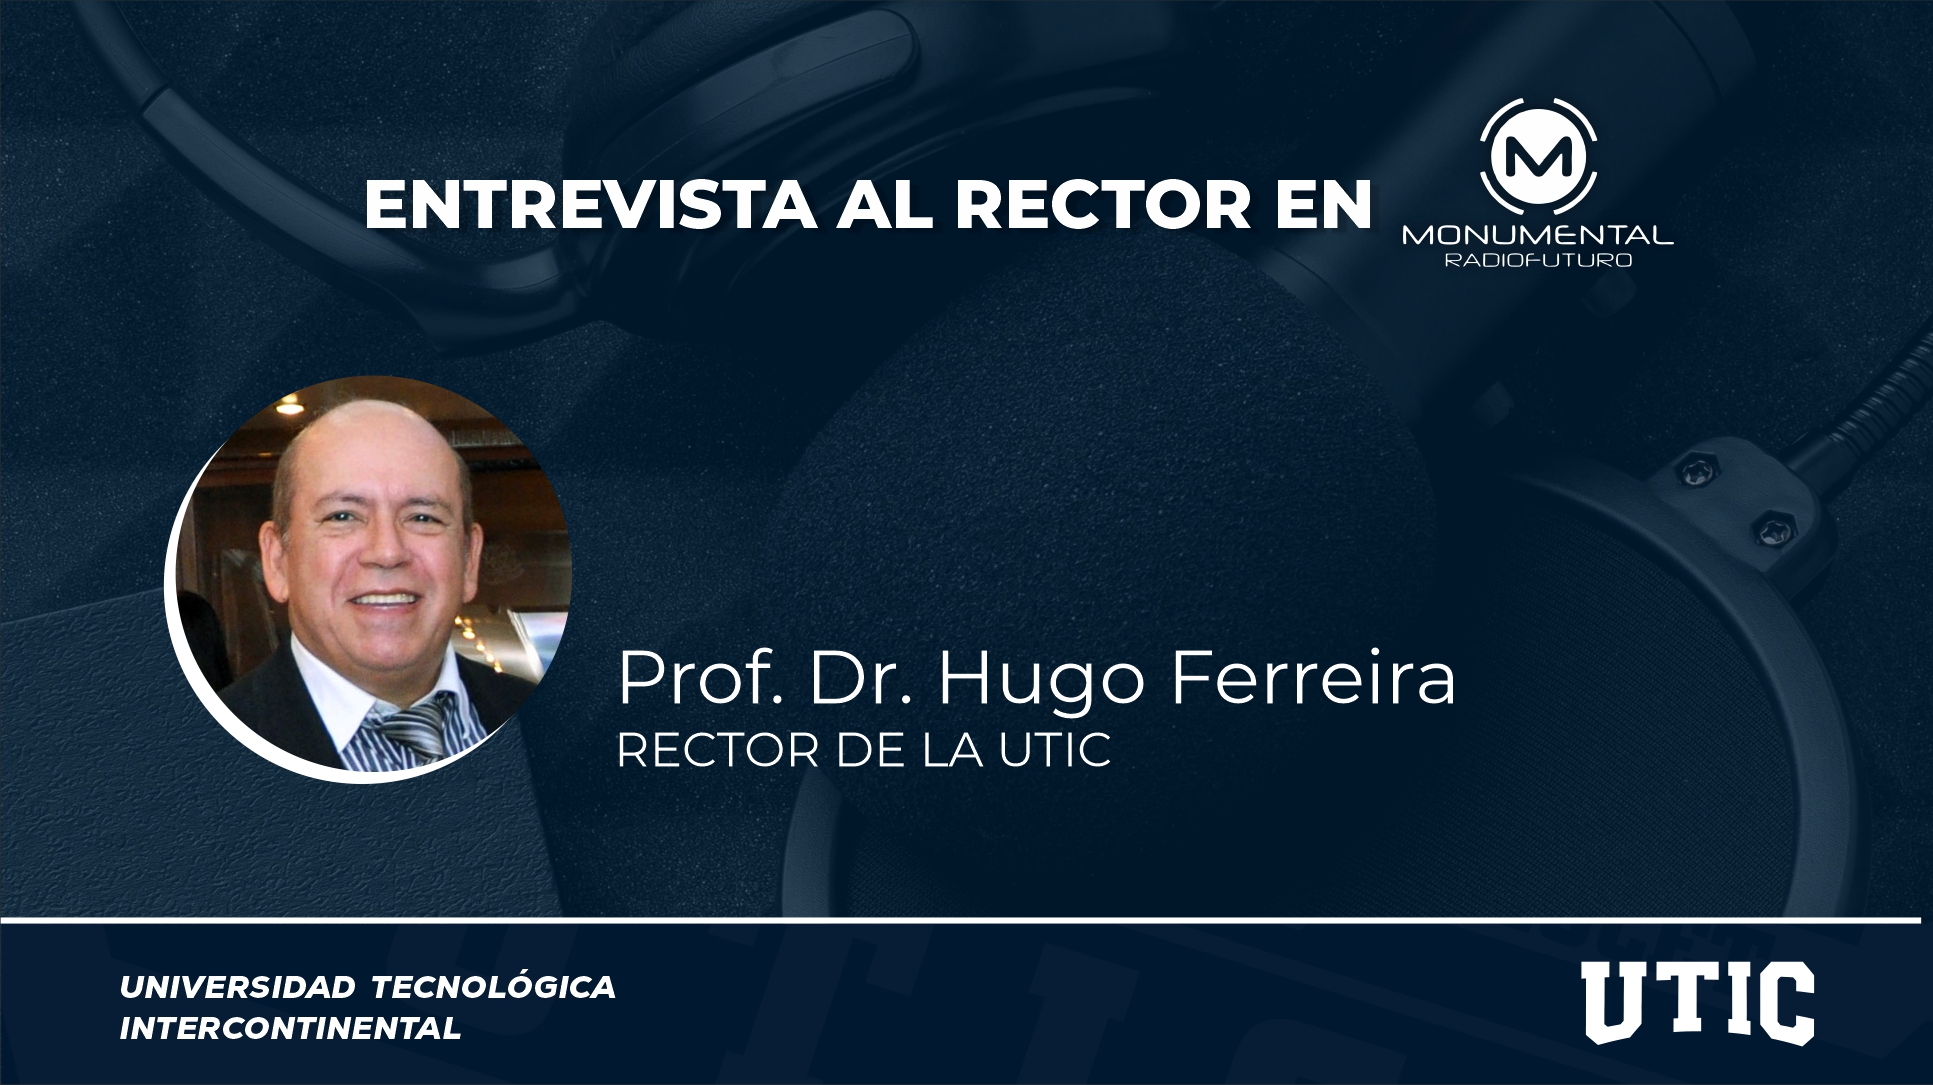 ENTREVISTA AL RECTOR EN
M
MONUMENTAL
RADIOFUTURO
Prof. Dr. Hugo Ferreira
RECTOR DE LA UTIC
UNIVERSIDAD TECNOLÓGICA
INTERCONTINENTAL
UTIC